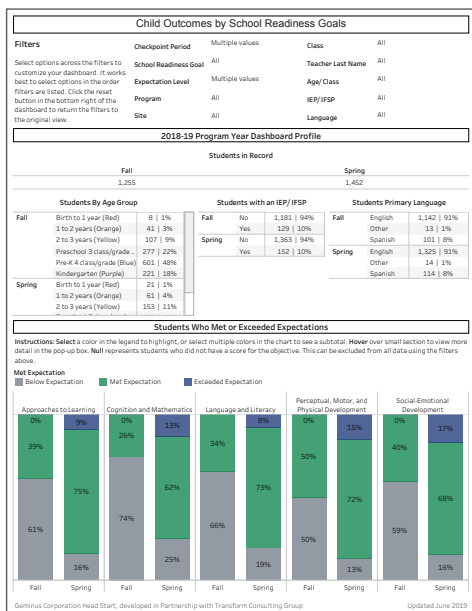 Child Outcomes by School Readiness Goals
Filters
Select options across the filters to
customize your dashboard. It works
best to select options in the order
filters are listed. Click the reset
button in the bottom right of the
dashboard to return the filters to
the original view.
Checkpoint Period Multiple values
School Readiness Goal All
Expectation Level Multiple values
Program All
Site All
Class All
Teacher Last Name All
Age/ Class All
IEP/ IFSP All
Language All
2018-19 Program Year Dashboard Profile
Students in Record
Fall Spring
1,255 1,452
Students By Age Group
Fall Birth to 1 year (Red) 8 | 1%
1 to 2 years (Orange) 41 | 3%
2 to 3 years (Yellow) 107 | 9%
Preschool 3 class/grade .. 277 | 22%
Pre-K 4 class/grade (Blue) 601 | 48%
Kindergarten (Purple) 221 | 18%
Spring Birth to 1 year (Red) 21 | 1%
1 to 2 years (Orange) 61 | 4%
2 to 3 years (Yellow) 153 | 11%
Students with an IEP/ IFSP
Fall No 1,181 | 94%
Yes 129 | 10%
Spring No 1,363 | 94%
Yes 152 | 10%
Students Primary Language
Fall English 1,142 | 91%
Other 13 | 1%
Spanish 101 | 8%
Spring English 1,325 | 91%
Other 14 | 1%
Spanish 114 | 8%
Students Who Met or Exceeded Expectations
Instructions: Select a color in the legend to highlight, or select multiple colors in the chart to see a subtotal. Hover over small section to view more
detail in the pop-up box. Null represents students who did not have a score for the objective. This can be excluded from all data using the filters
above.
Met Expectation
Below Expectation Met Expectation Exceeded Expectation
Approaches to Learning
0% 9%
39% 75%
61% 16%
Fall Spring
Cognition and Mathematics
0% 13%
26% 62%
74% 25%
Fall Spring
Language and Literacy
8%
34% 73%
66% 19%
Fall Spring
Perceptual, Motor, and
Physical Development
0% 15%
50% 72%
50% 13%
Fall Spring
Social-Emotional
Development
0% 17%
40% 68%
59% 16%
Fall Spring
Geminus Corporation Head Start, developed in Partnership with Transform Consulting Group
Updated June 2019